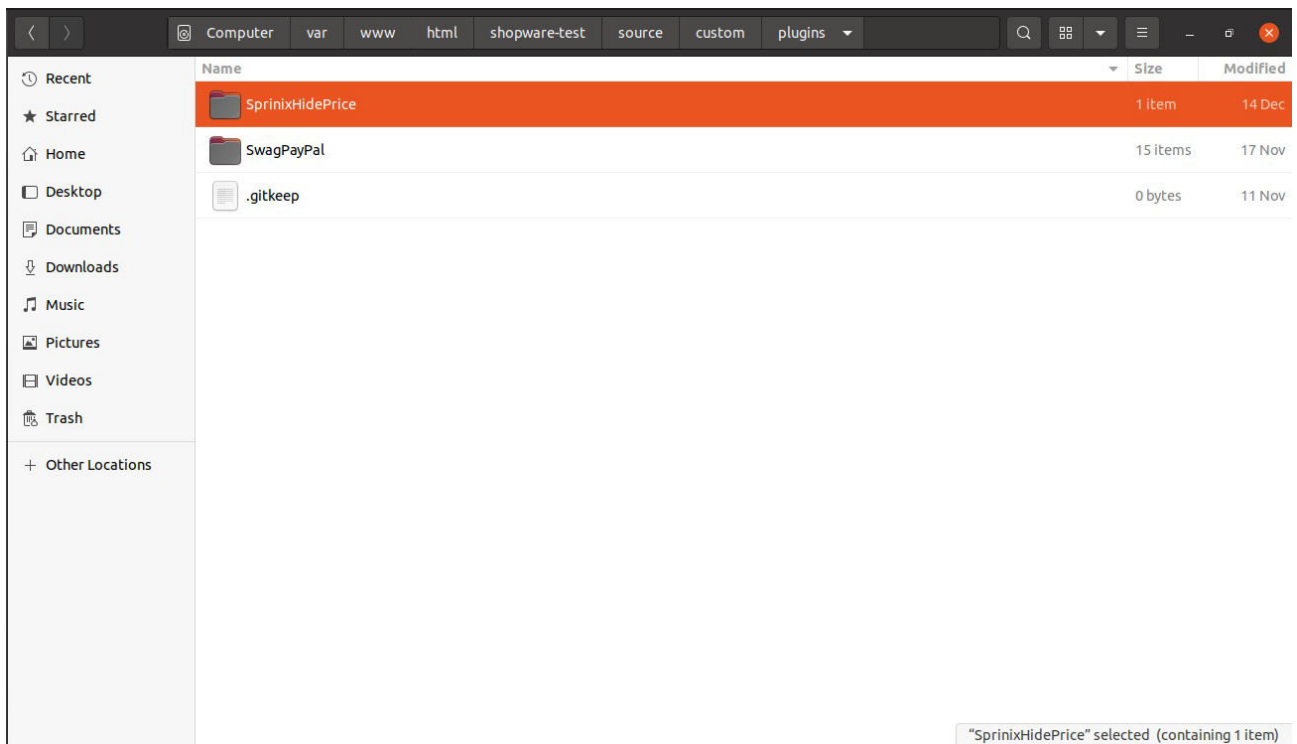 Computer var www html shopware-test source custom plugins
Name Size Modified
Recent
Starred
Home
Desktop
Documents
Downloads
Music
Pictures
Videos
Trash
+ Other Locations
SprinixHidePrice 1 item 14 Dec
SwagPayPal 15 items 17 Nov
.gitkeep 0 bytes 11 Nov
“SprinixHidePrice” selected (containing 1 item)